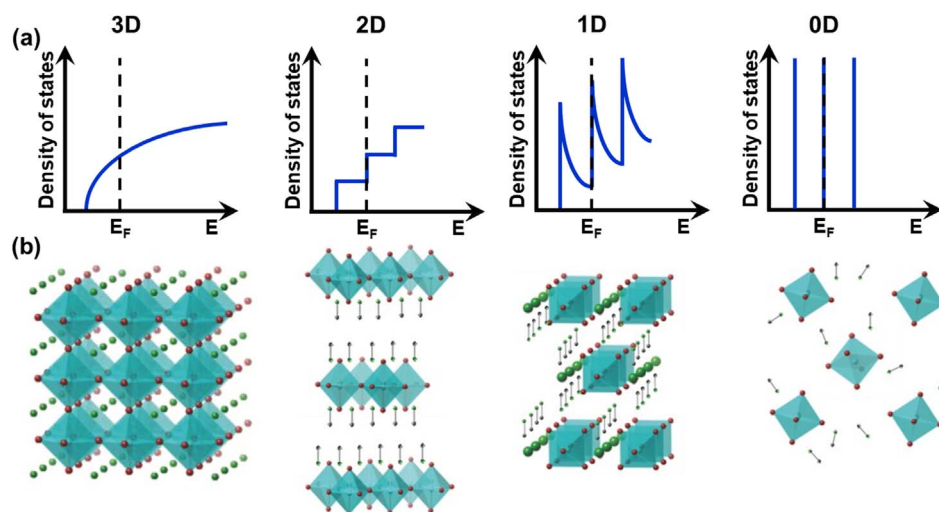 3D 2D 1D 0D
(a)
Density of states
E_F E
Density of states
E_F E
Density of states
E_F E
Density of states
E_F E
(b)